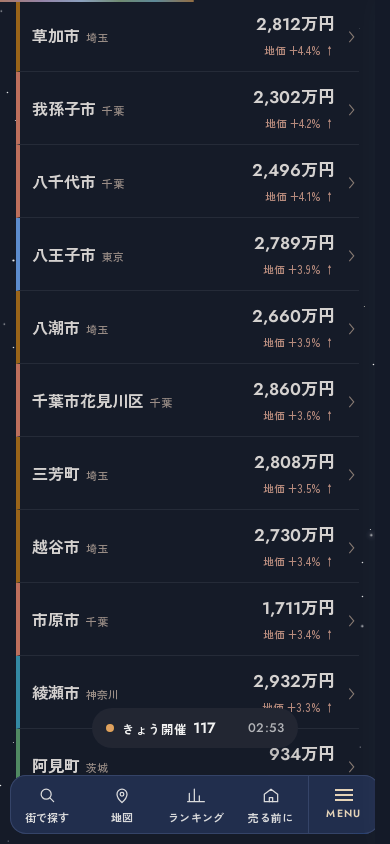 草加市 埼玉 2,812万円
地価 +4.4% ↑
我孫子市 千葉 2,302万円
地価 +4.2% ↑
八千代市 千葉 2,496万円
地価 +4.1% ↑
八王子市 東京 2,789万円
地価 +3.9% ↑
八潮市 埼玉 2,660万円
地価 +3.9% ↑
千葉市花見川区 千葉 2,860万円
地価 +3.6% ↑
三芳町 埼玉 2,808万円
地価 +3.5% ↑
越谷市 埼玉 2,730万円
地価 +3.4% ↑
市原市 千葉 1,711万円
地価 +3.4% ↑
綾瀬市 神奈川 2,932万円
地価 +3.3% ↑
きょう開催 117 02:53
阿見町 茨城 934万円
街で探す 地図 ランキング 売る前に MENU